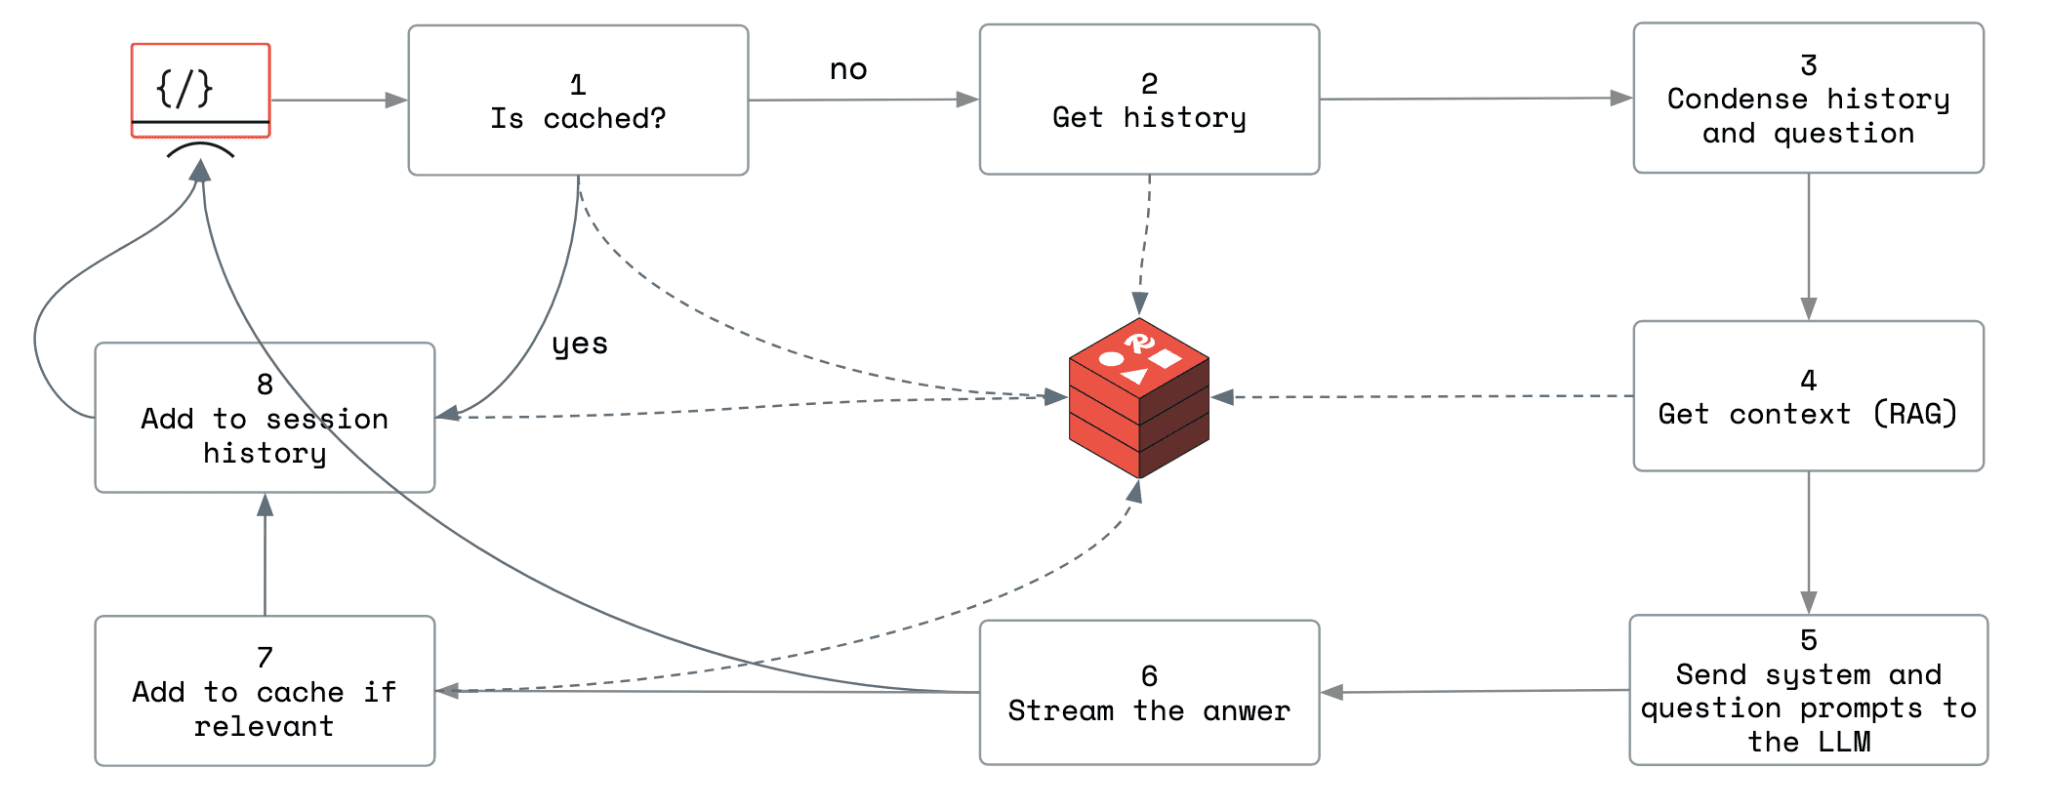 {/}
1
Is cached?
no
2
Get history
3
Condense history
and question
yes
8
Add to session
history
4
Get context (RAG)
7
Add to cache if
relevant
6
Stream the anwer
5
Send system and
question prompts to
the LLM